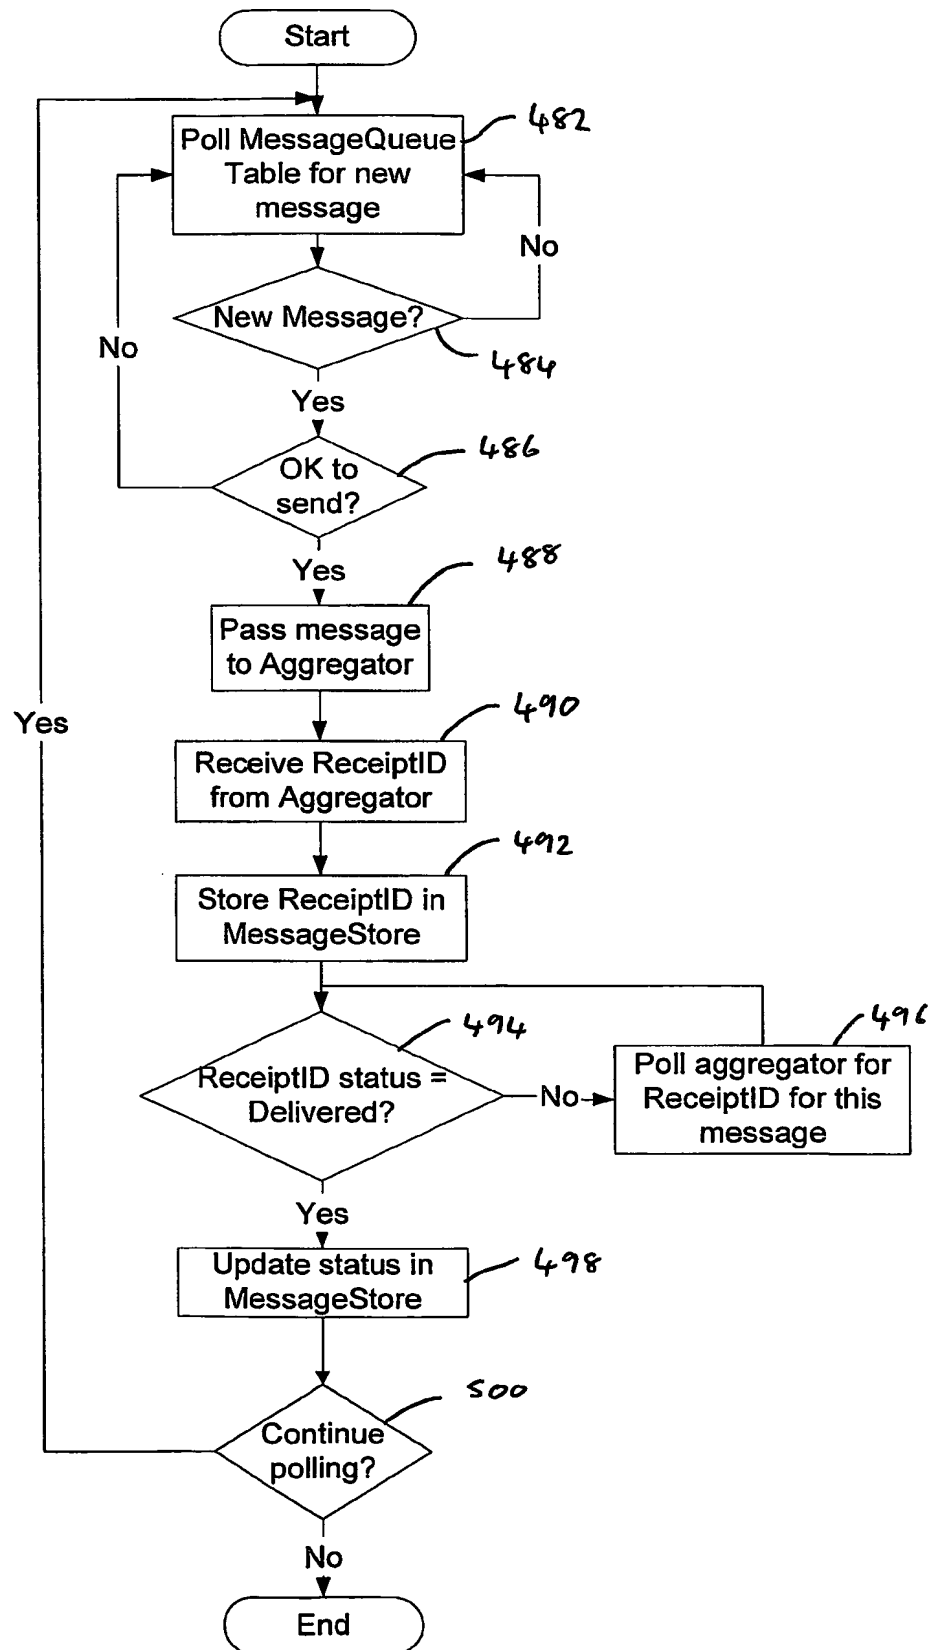 Start
482
Poll MessageQueue
Table for new
message
No
New Message?
No
484
Yes
486
OK to
send?
Yes
488
Pass message
to Aggregator
Yes
490
Receive ReceiptID
from Aggregator
492
Store ReceiptID in
MessageStore
494
496
ReceiptID status =
Delivered?
No
Poll aggregator for
ReceiptID for this
message
Yes
Update status in
MessageStore
498
500
Continue
polling?
No
End